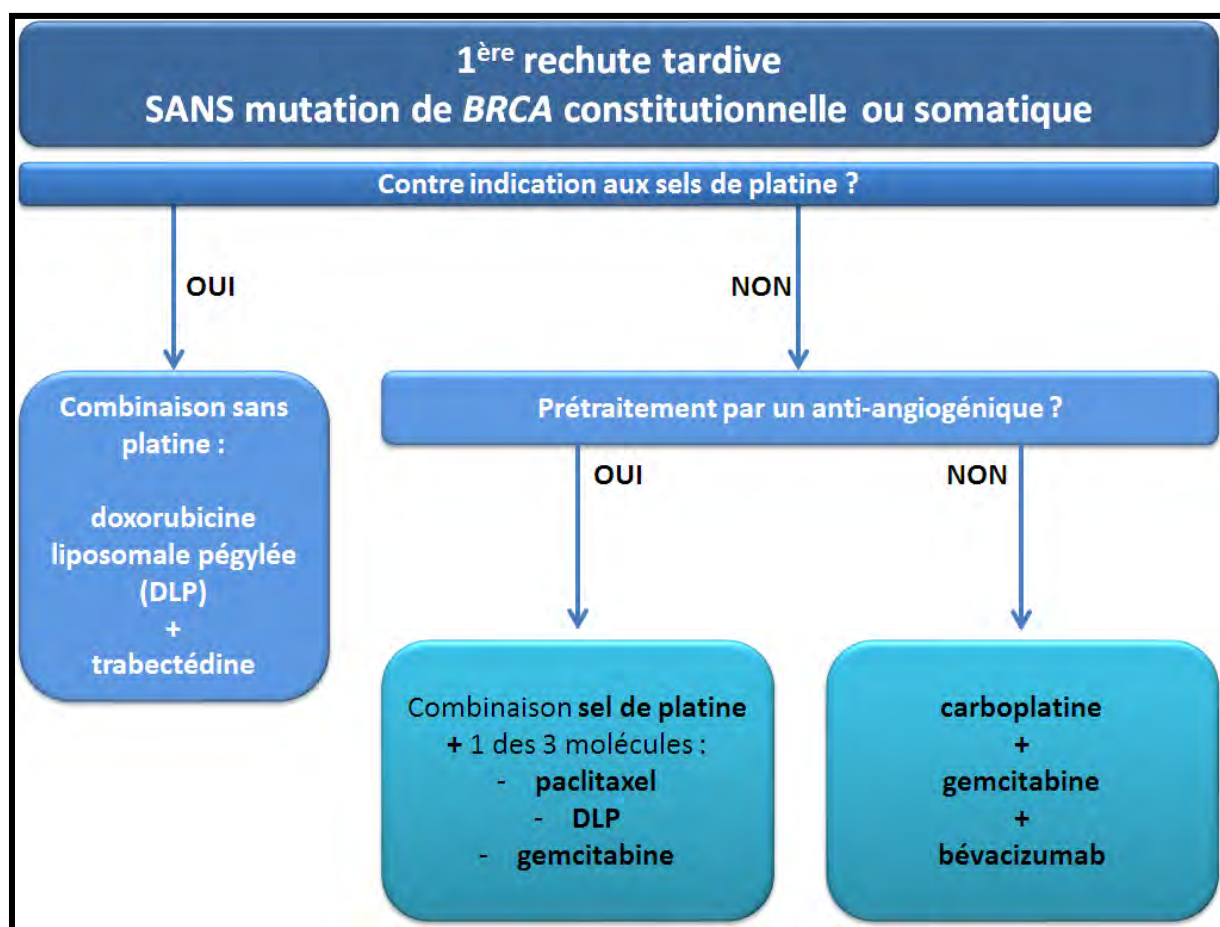 1ère rechute tardive
SANS mutation de BRCA constitutionnelle ou somatique
Contre indication aux sels de platine ?
OUI
NON
Combinaison sans
platine :
doxorubicine
liposomale pégylée
(DLP)
+
trabectédine
Prétraitement par un anti-angiogénique ?
OUI
NON
Combinaison sel de platine
+ 1 des 3 molécules :
- paclitaxel
- DLP
- gemcitabine
carboplatine
+
gemcitabine
+
bévacizumab